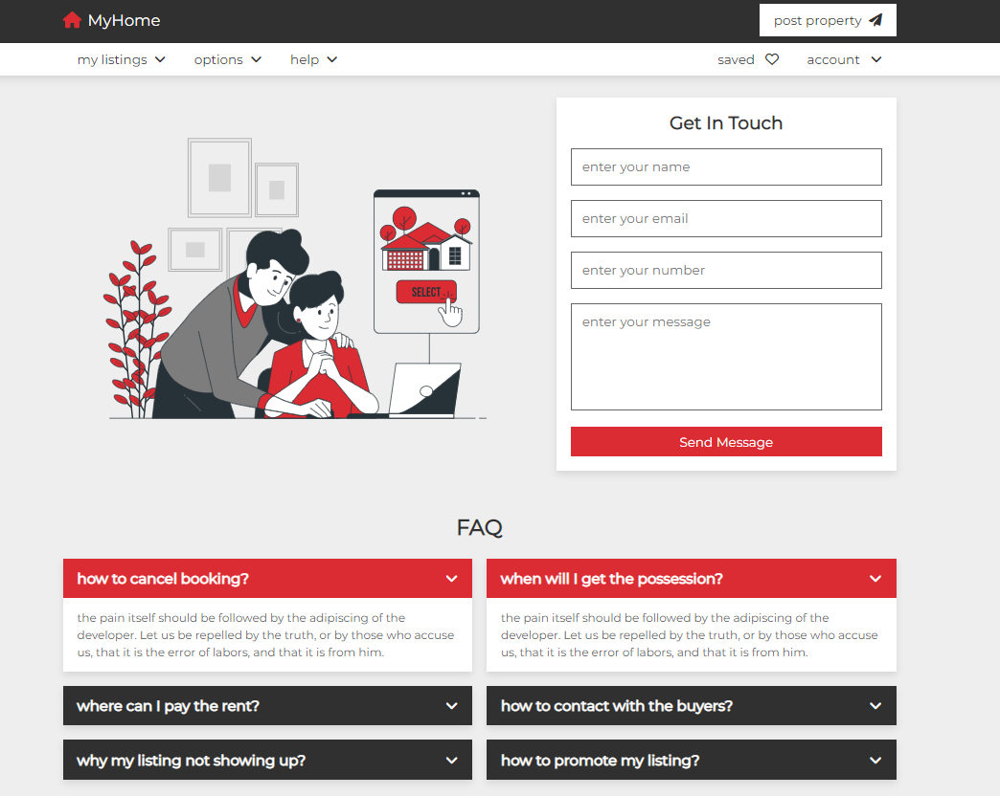 MyHome
post property
my listings
options
help
saved
account
Get In Touch
enter your name
enter your email
enter your number
enter your message
Send Message
SELECT
FAQ
how to cancel booking?
the pain itself should be followed by the adipiscing of the
developer. Let us be repelled by the truth, or by those who accuse
us, that it is the error of labors, and that it is from him.
when will I get the possession?
the pain itself should be followed by the adipiscing of the
developer. Let us be repelled by the truth, or by those who accuse
us, that it is the error of labors, and that it is from him.
where can I pay the rent?
how to contact with the buyers?
why my listing not showing up?
how to promote my listing?